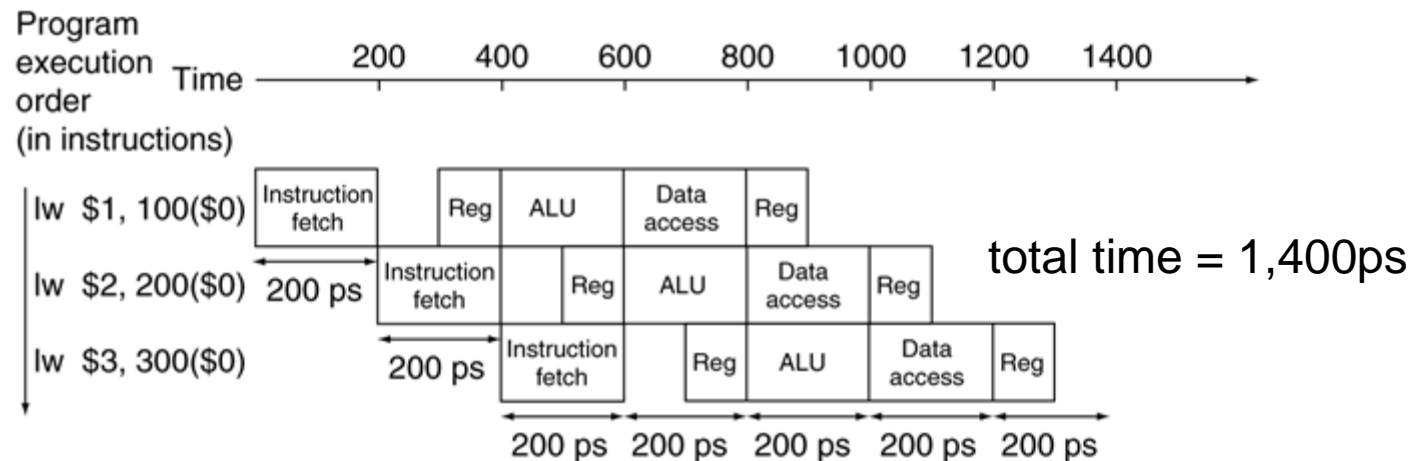 Program
execution
order
(in instructions)
Time
200 400 600 800 1000 1200 1400
lw $1, 100($0)
Instruction
fetch
Reg
ALU
Data
access
Reg
200 ps
lw $2, 200($0)
Instruction
fetch
Reg
ALU
Data
access
Reg
total time = 1,400ps
200 ps
lw $3, 300($0)
Instruction
fetch
Reg
ALU
Data
access
Reg
200 ps 200 ps 200 ps 200 ps 200 ps